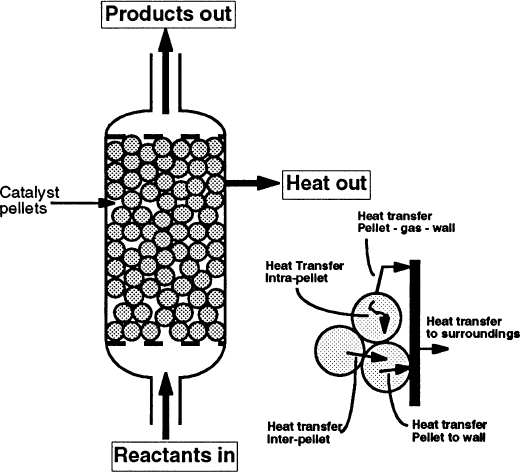 Products out
Catalyst
pellets
Heat out
Heat transfer
Pellet - gas - wall
Heat Transfer
Intra-pellet
Heat transfer
to surroundings
Heat transfer
Inter-pellet
Heat transfer
Pellet to wall
Reactants in